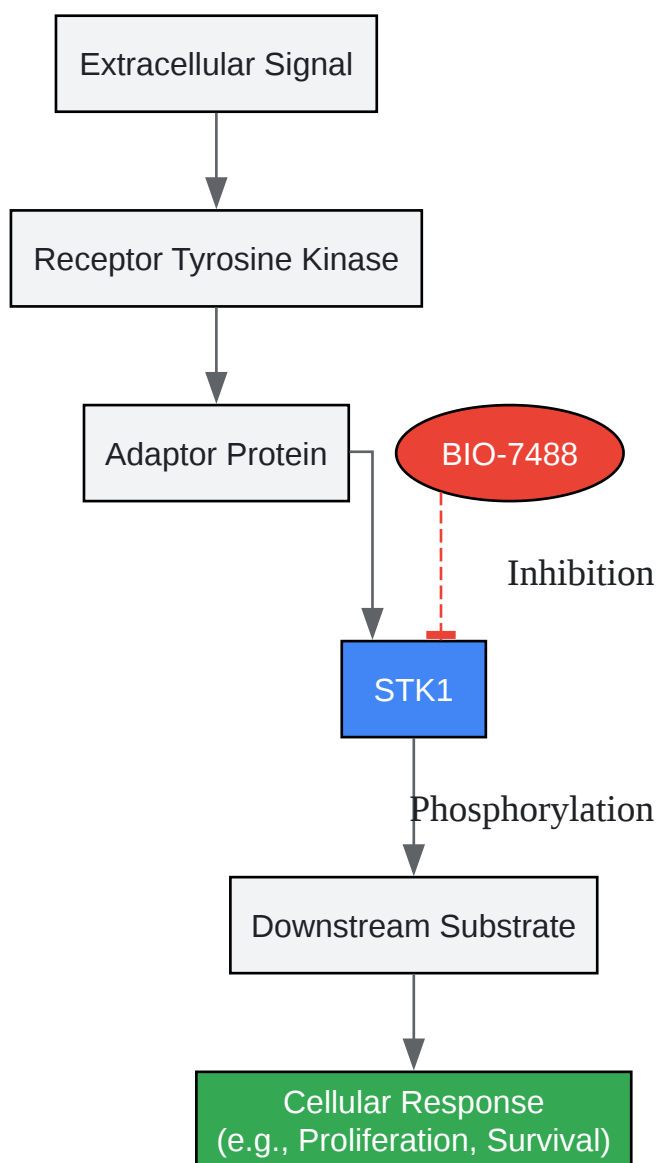 Extracellular Signal
Receptor Tyrosine Kinase
Adaptor Protein
BIO-7488
Inhibition
STK1
Phosphorylation
Downstream Substrate
Cellular Response
(e.g., Proliferation, Survival)